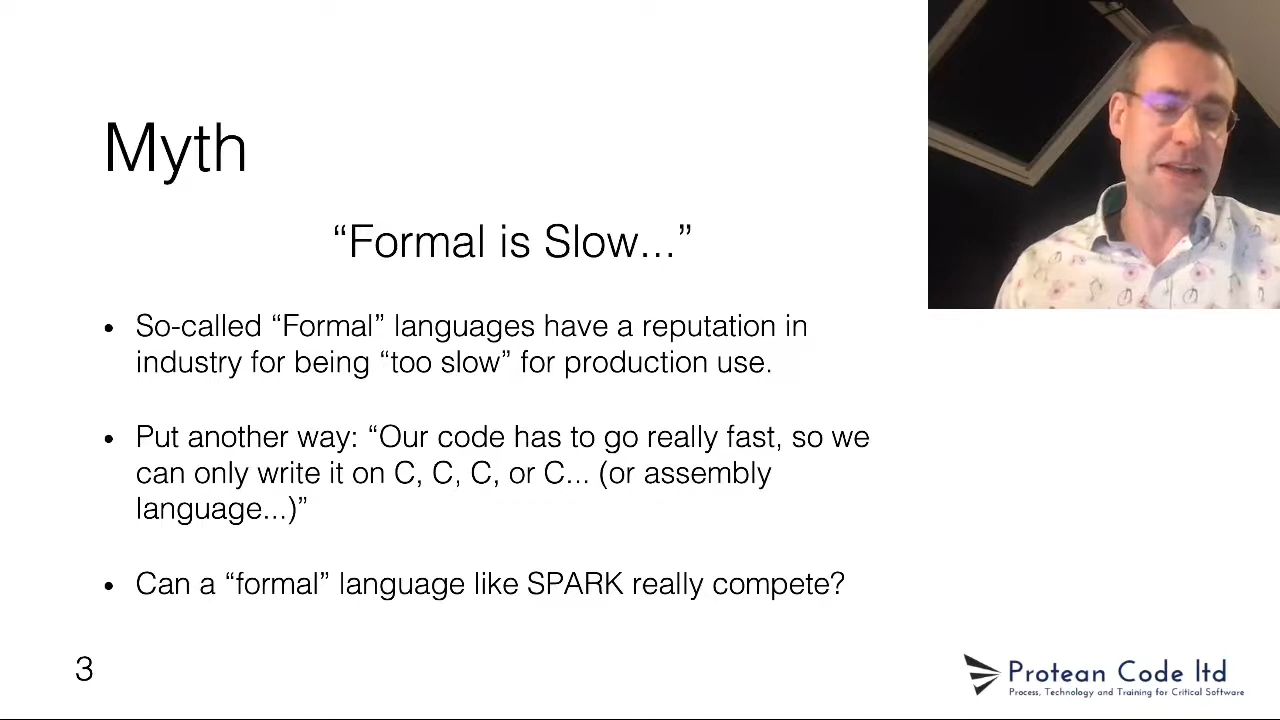 Myth
“Formal is Slow...”
• So-called “Formal” languages have a reputation in
industry for being “too slow” for production use.
• Put another way: “Our code has to go really fast, so we
can only write it on C, C, C, or C... (or assembly
language...)”
• Can a “formal” language like SPARK really compete?
3
Protean Code ltd
Process, Technology and Training for Critical Software